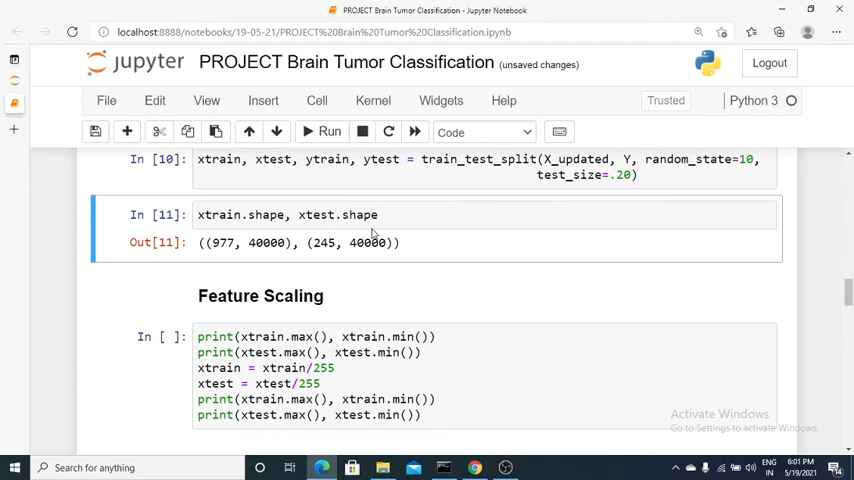 PROJECT Brain Tumor Classification - Jupyter Notebook
localhost:8888/notebooks/19-05-21/PROJECT%20Brain%20Tumor%20Classification.ipynb
jupyter PROJECT Brain Tumor Classification (unsaved changes) Logout
File Edit View Insert Cell Kernel Widgets Help Trusted Python 3
Run Code
In [10]: xtrain, xtest, ytrain, ytest = train_test_split(X_updated, Y, random_state=10,
test_size=.20)
In [11]: xtrain.shape, xtest.shape
Out[11]: ((977, 40000), (245, 40000))
Feature Scaling
In [ ]: print(xtrain.max(), xtrain.min())
print(xtest.max(), xtest.min())
xtrain = xtrain/255
xtest = xtest/255
print(xtrain.max(), xtrain.min())
print(xtest.max(), xtest.min())
Activate Windows
Go to Settings to activate Windows.
Search for anything
ENG
IN
6:01 PM
5/19/2021
14